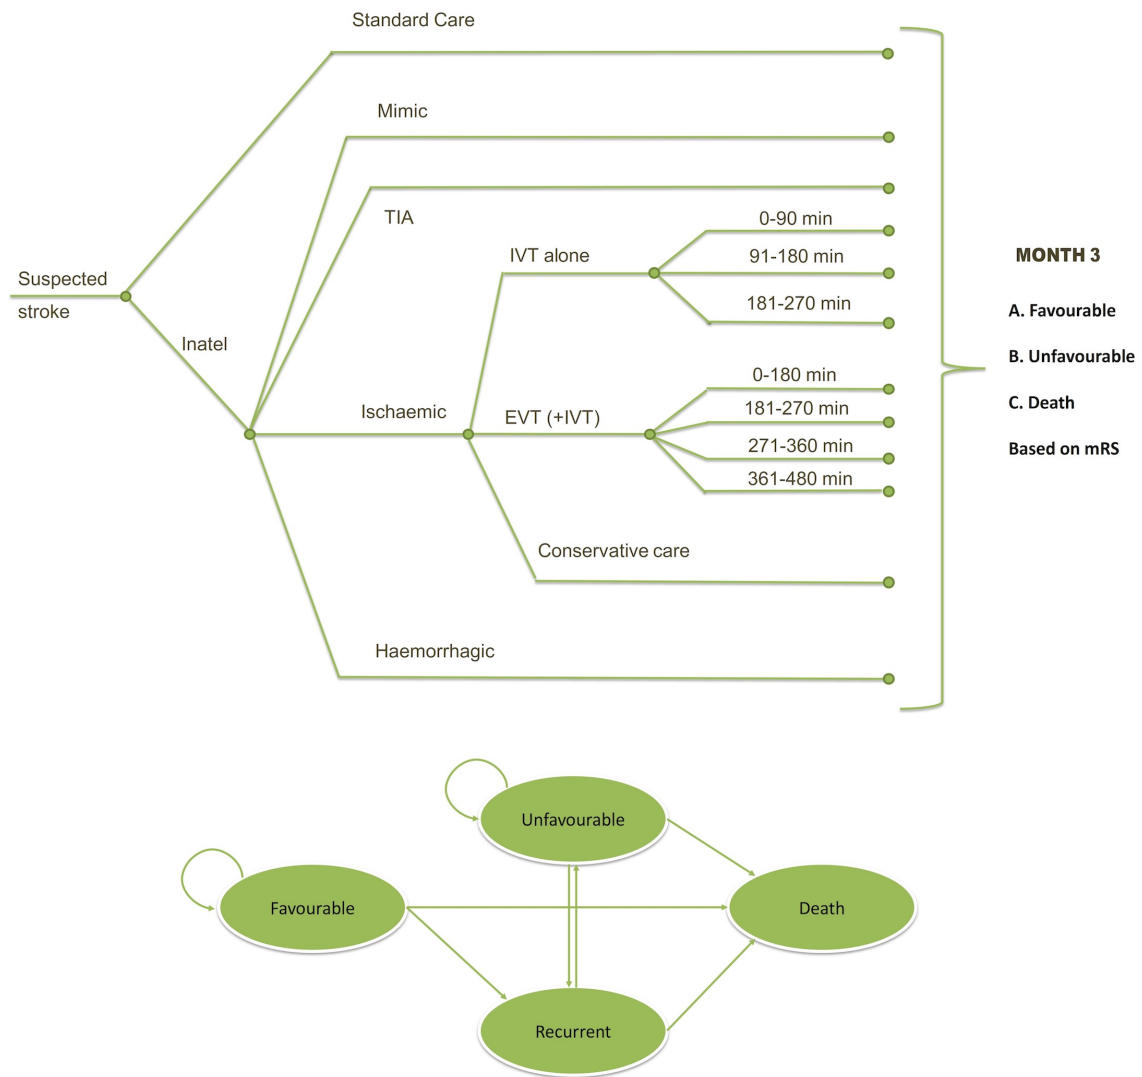 Standard Care
Mimic
TIA
0-90 min
IVT alone
91-180 min
181-270 min
Suspected
stroke
Inatel
0-180 min
Ischaemic
EVT (+IVT)
181-270 min
271-360 min
361-480 min
Conservative care
Haemorrhagic
MONTH 3
A. Favourable
B. Unfavourable
C. Death
Based on mRS
Unfavourable
Favourable
Death
Recurrent